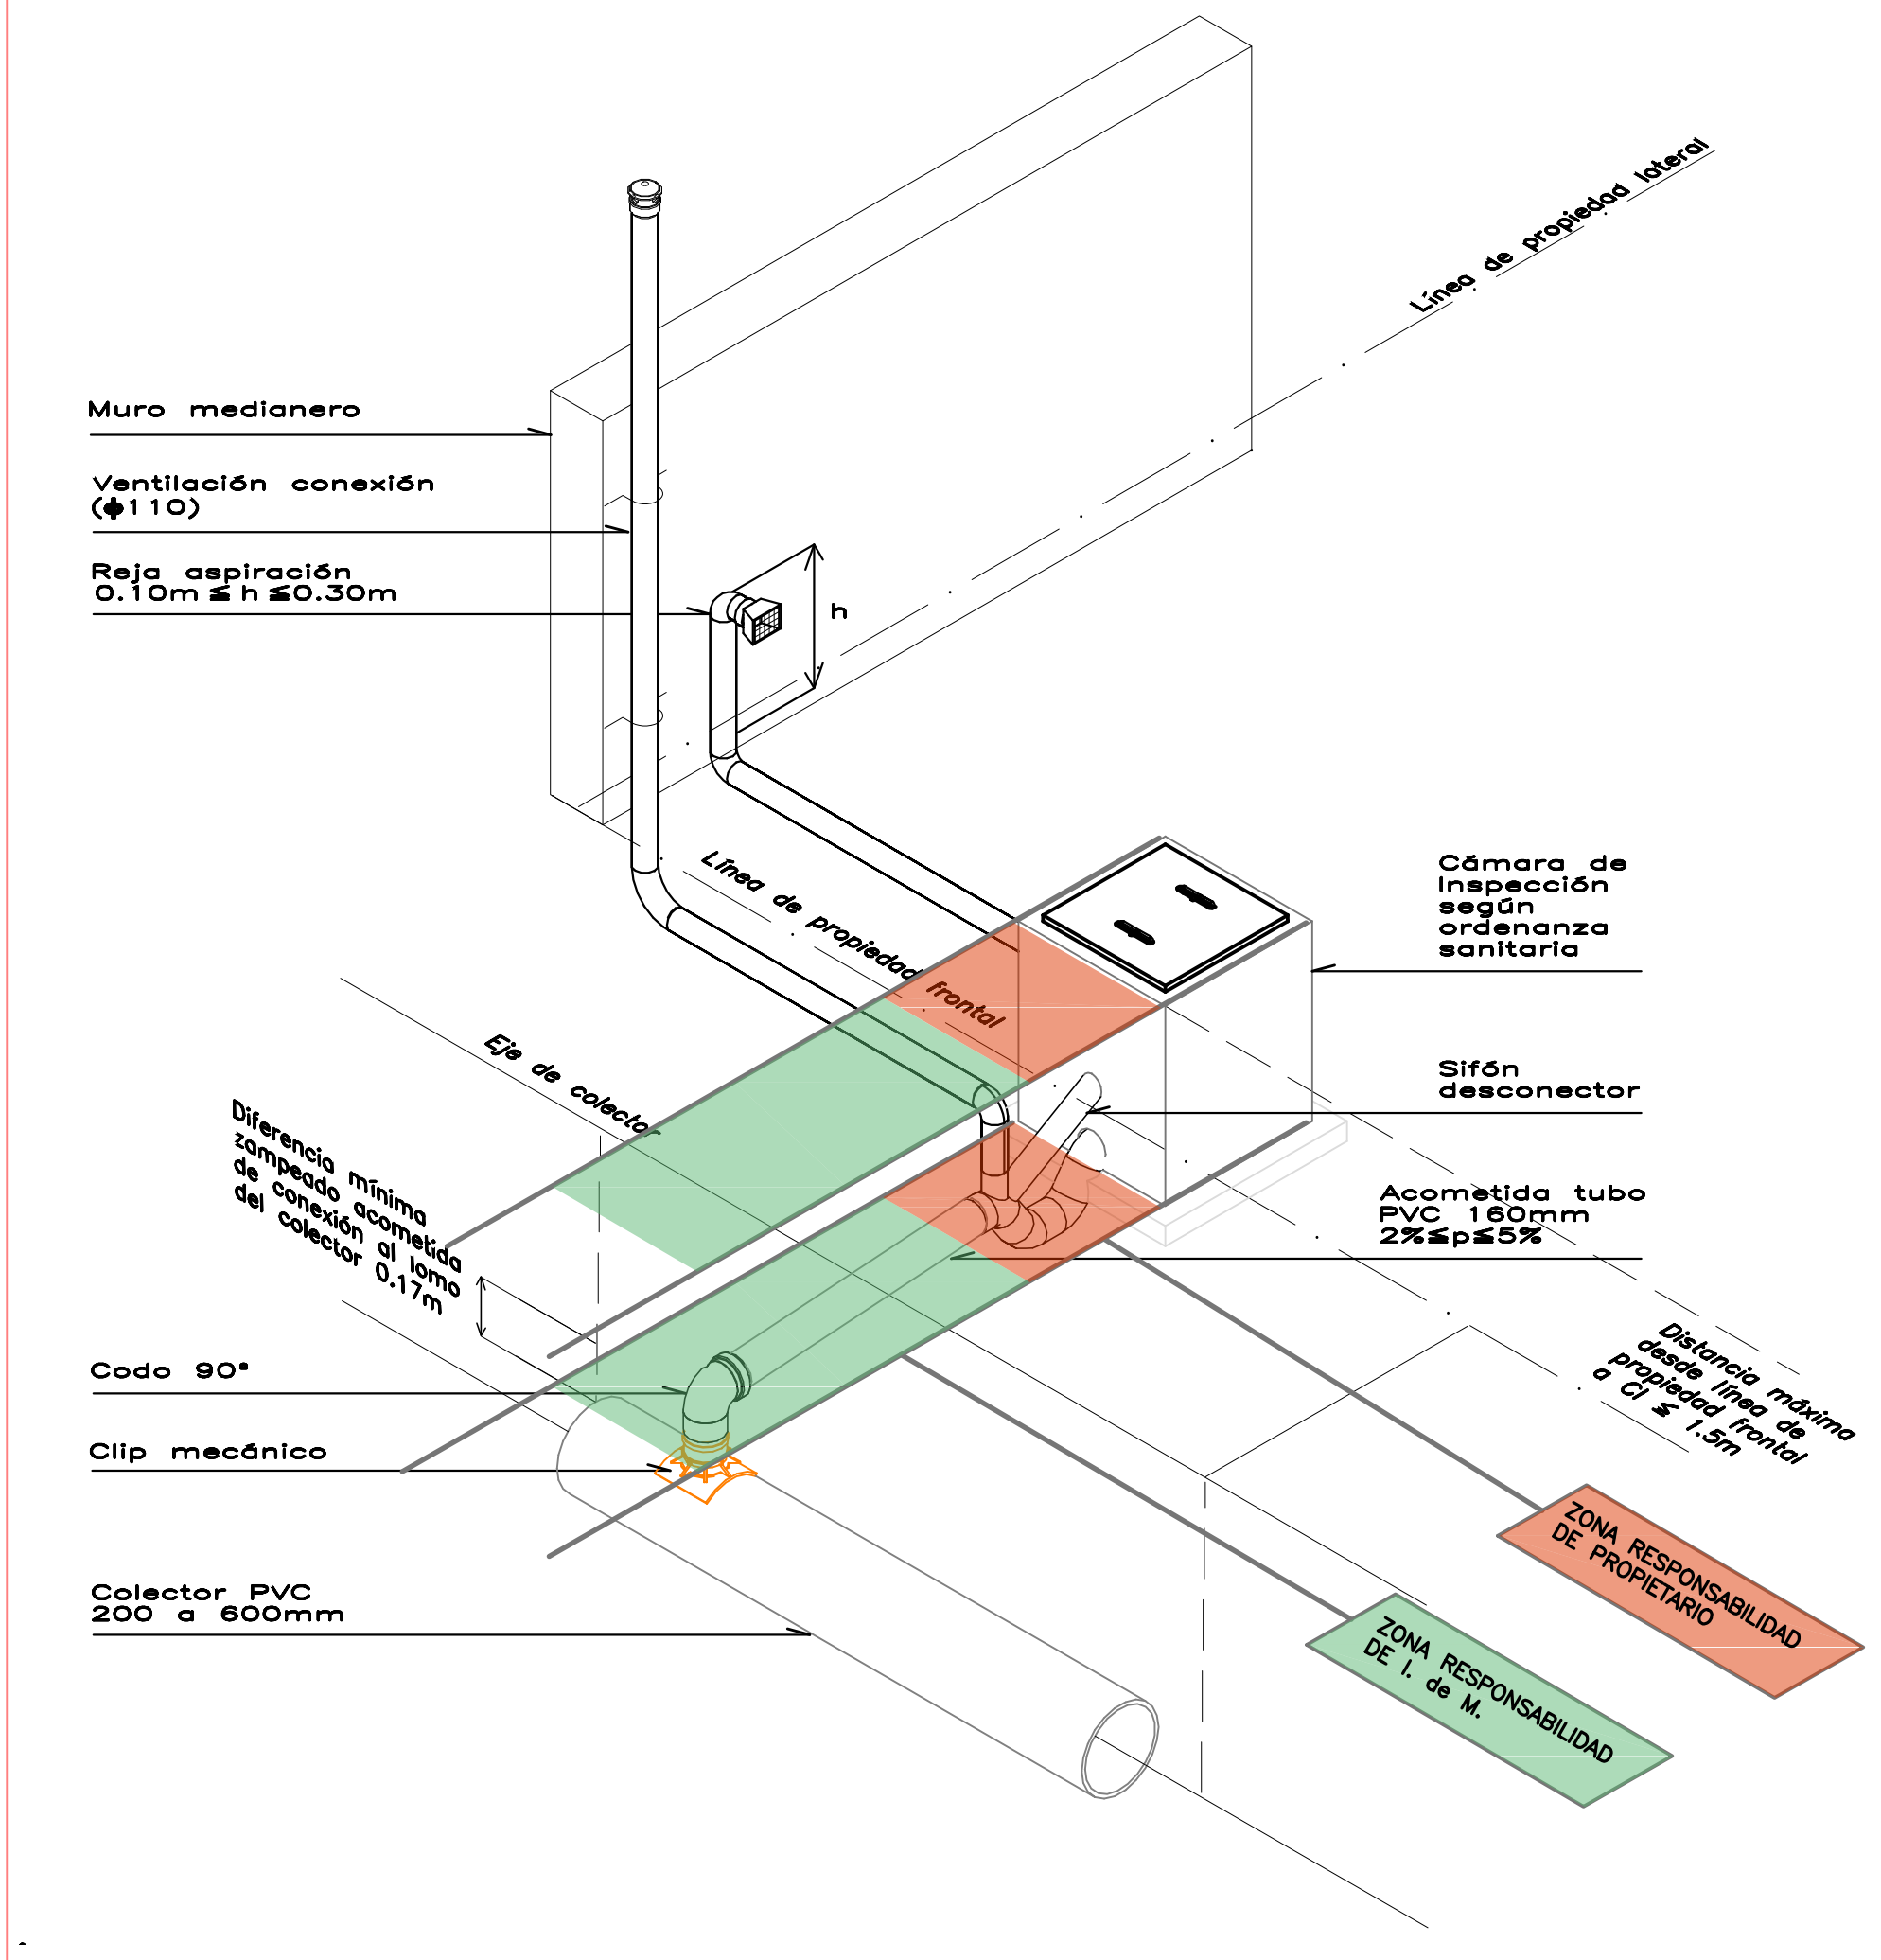 Línea de propiedad lateral
Muro medianero
Ventilación conexión
(ϕ110)
Reja aspiración
0.10m ≤ h ≤0.30m
h
Línea de propiedad frontal
Cámara de
Inspección
según
ordenanza
sanitaria
Eje de colector
Sifón
desconector
Diferencia mínima
zampeado acometida
de conexión al lomo
del colector 0.17m
Acometida tubo
PVC 160mm
2%≤p≤5%
Distancia máxima
desde línea de
propiedad frontal
a CI ≤ 1.5m
Codo 90°
Clip mecánico
Colector PVC
200 a 600mm
ZONA RESPONSABILIDAD
DE PROPIETARIO
ZONA RESPONSABILIDAD
DE I. de M.